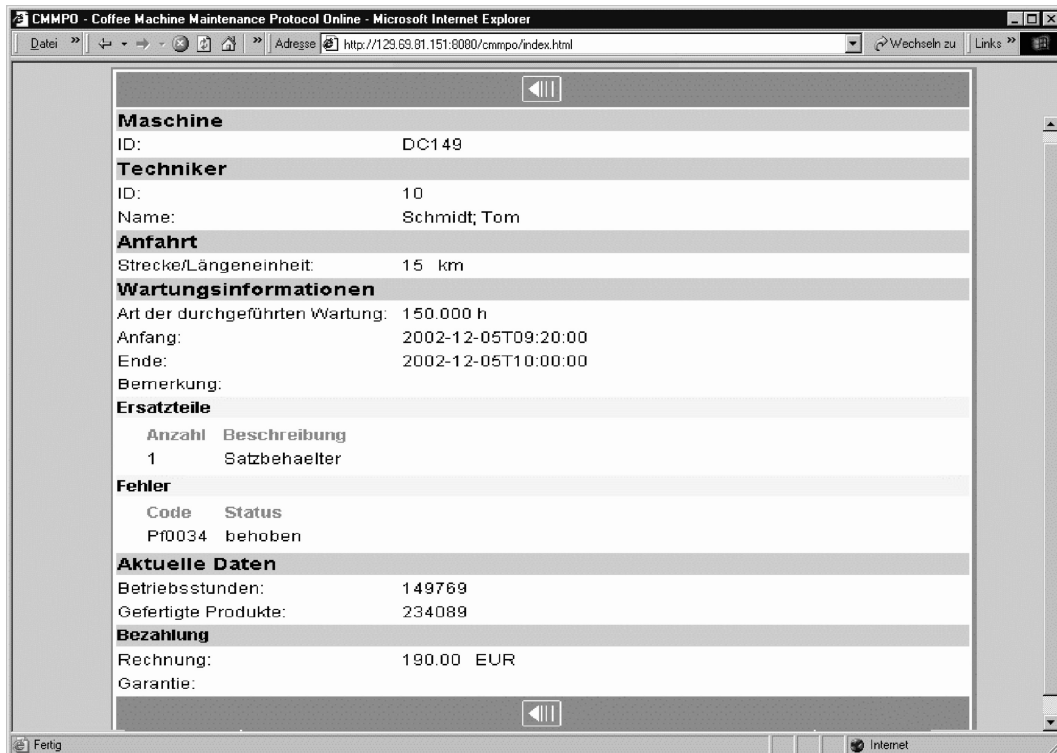 CMMPO - Coffee Machine Maintenance Protocol Online - Microsoft Internet Explorer
Datei » » Adresse http://129.69.81.151:8080/cmmpo/index.html Wechseln zu Links »
Maschine
ID: DC149
Techniker
ID: 10
Name: Schmidt; Tom
Anfahrt
Strecke/Längeneinheit: 15 km
Wartungsinformationen
Art der durchgeführten Wartung: 150.000 h
Anfang: 2002-12-05T09:20:00
Ende: 2002-12-05T10:00:00
Bemerkung:
Ersatzteile
Anzahl Beschreibung
1 Satzbehaelter
Fehler
Code Status
Pf0034 behoben
Aktuelle Daten
Betriebsstunden: 149769
Gefertigte Produkte: 234089
Bezahlung
Rechnung: 190.00 EUR
Garantie:
Fertig Internet